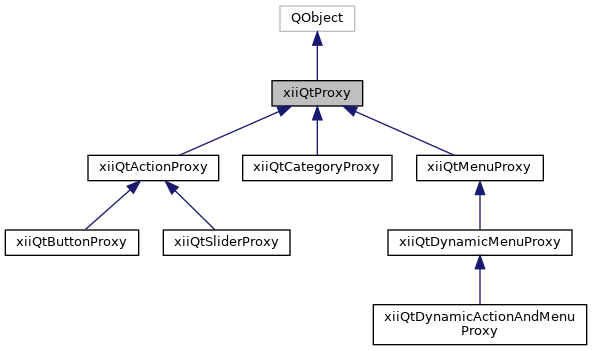 QObject
xiiQtProxy
xiiQtActionProxy
xiiQtCategoryProxy
xiiQtMenuProxy
xiiQtButtonProxy
xiiQtSliderProxy
xiiQtDynamicMenuProxy
xiiQtDynamicActionAndMenu
Proxy